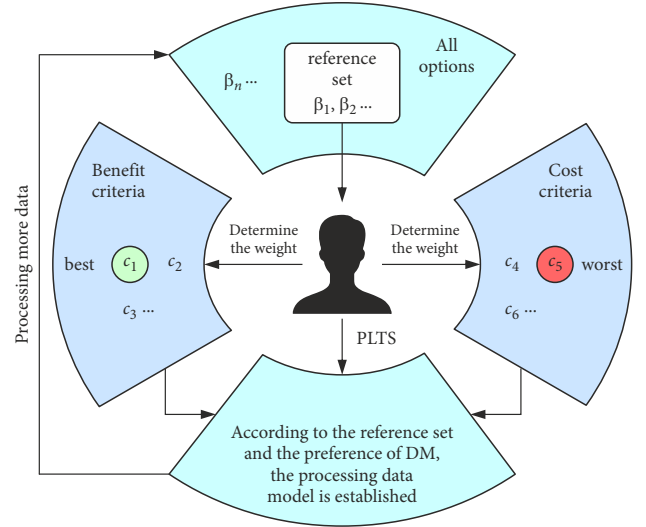 All
options
reference
set
β₁, β₂ ...
βₙ ...
Benefit
criteria
best
c₁
c₂
c₃ ...
Cost
criteria
c₄
c₅
worst
c₆ ...
Determine
the weight
Determine
the weight
PLTS
According to the reference set
and the preference of DM,
the processing data
model is established
Processing more data